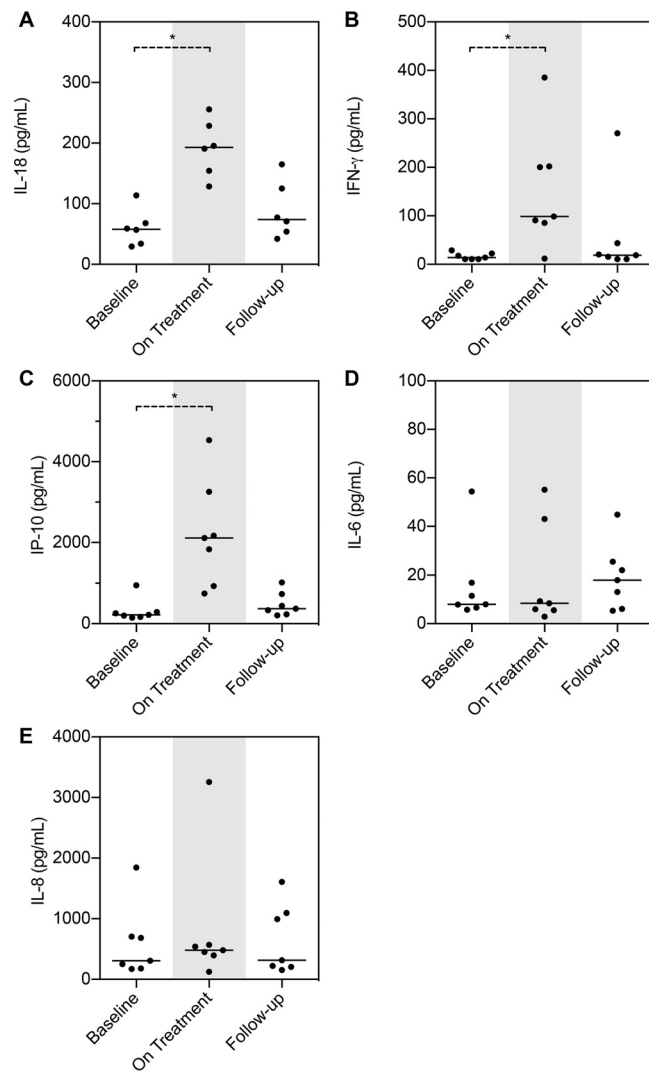 A
IL-18 (pg/mL)
400
300
200
100
0
*
Baseline
On Treatment
Follow-up
B
IFN-γ (pg/mL)
500
400
300
200
100
0
*
Baseline
On Treatment
Follow-up
C
IP-10 (pg/mL)
6000
4000
2000
0
*
Baseline
On Treatment
Follow-up
D
IL-6 (pg/mL)
100
80
60
40
20
0
Baseline
On Treatment
Follow-up
E
IL-8 (pg/mL)
4000
3000
2000
1000
0
Baseline
On Treatment
Follow-up